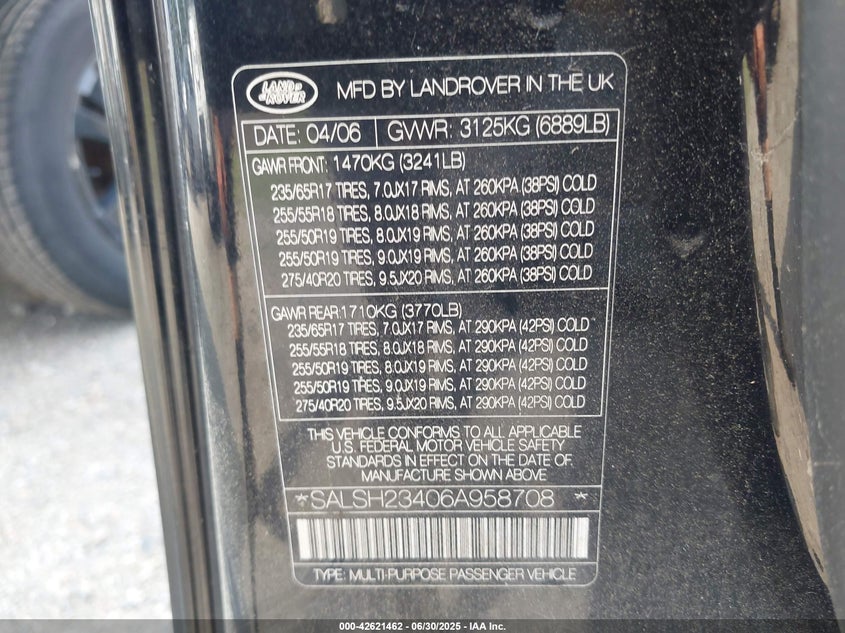 LAND ROVER
MFD BY LANDROVER IN THE UK
DATE: 04/06 GVWR: 3125KG (6889LB)
GAWR FRONT: 1470KG (3241LB)
235/65R17 TIRES, 7.0JX17 RIMS, AT 260KPA (38PSI) COLD
255/55R18 TIRES, 8.0JX18 RIMS, AT 260KPA (38PSI) COLD
255/50R19 TIRES, 8.0JX19 RIMS, AT 260KPA (38PSI) COLD
255/50R19 TIRES, 9.0JX19 RIMS, AT 260KPA (38PSI) COLD
275/40R20 TIRES, 9.5JX20 RIMS, AT 260KPA (38PSI) COLD
GAWR REAR:1710KG (3770LB)
235/65R17 TIRES, 7.0JX17 RIMS, AT 290KPA (42PSI) COLD
255/55R18 TIRES, 8.0JX18 RIMS, AT 290KPA (42PSI) COLD
255/50R19 TIRES, 8.0JX19 RIMS, AT 290KPA (42PSI) COLD
255/50R19 TIRES, 9.0JX19 RIMS, AT 290KPA (42PSI) COLD
275/40R20 TIRES, 9.5JX20 RIMS, AT 290KPA (42PSI) COLD
THIS VEHICLE CONFORMS TO ALL APPLICABLE
U.S. FEDERAL MOTOR VEHICLE SAFETY
STANDARDS IN EFFECT ON THE DATE OF
MANUFACTURE SHOWN ABOVE
*SALSH23406A958708 *
TYPE: MULTI-PURPOSE PASSENGER VEHICLE
000-42621462 - 06/30/2025 - IAA Inc.